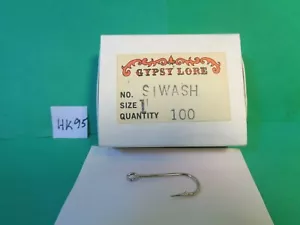 GYPSY LORE
NO. SIWASH
SIZE 1
QUANTITY 100
HK95